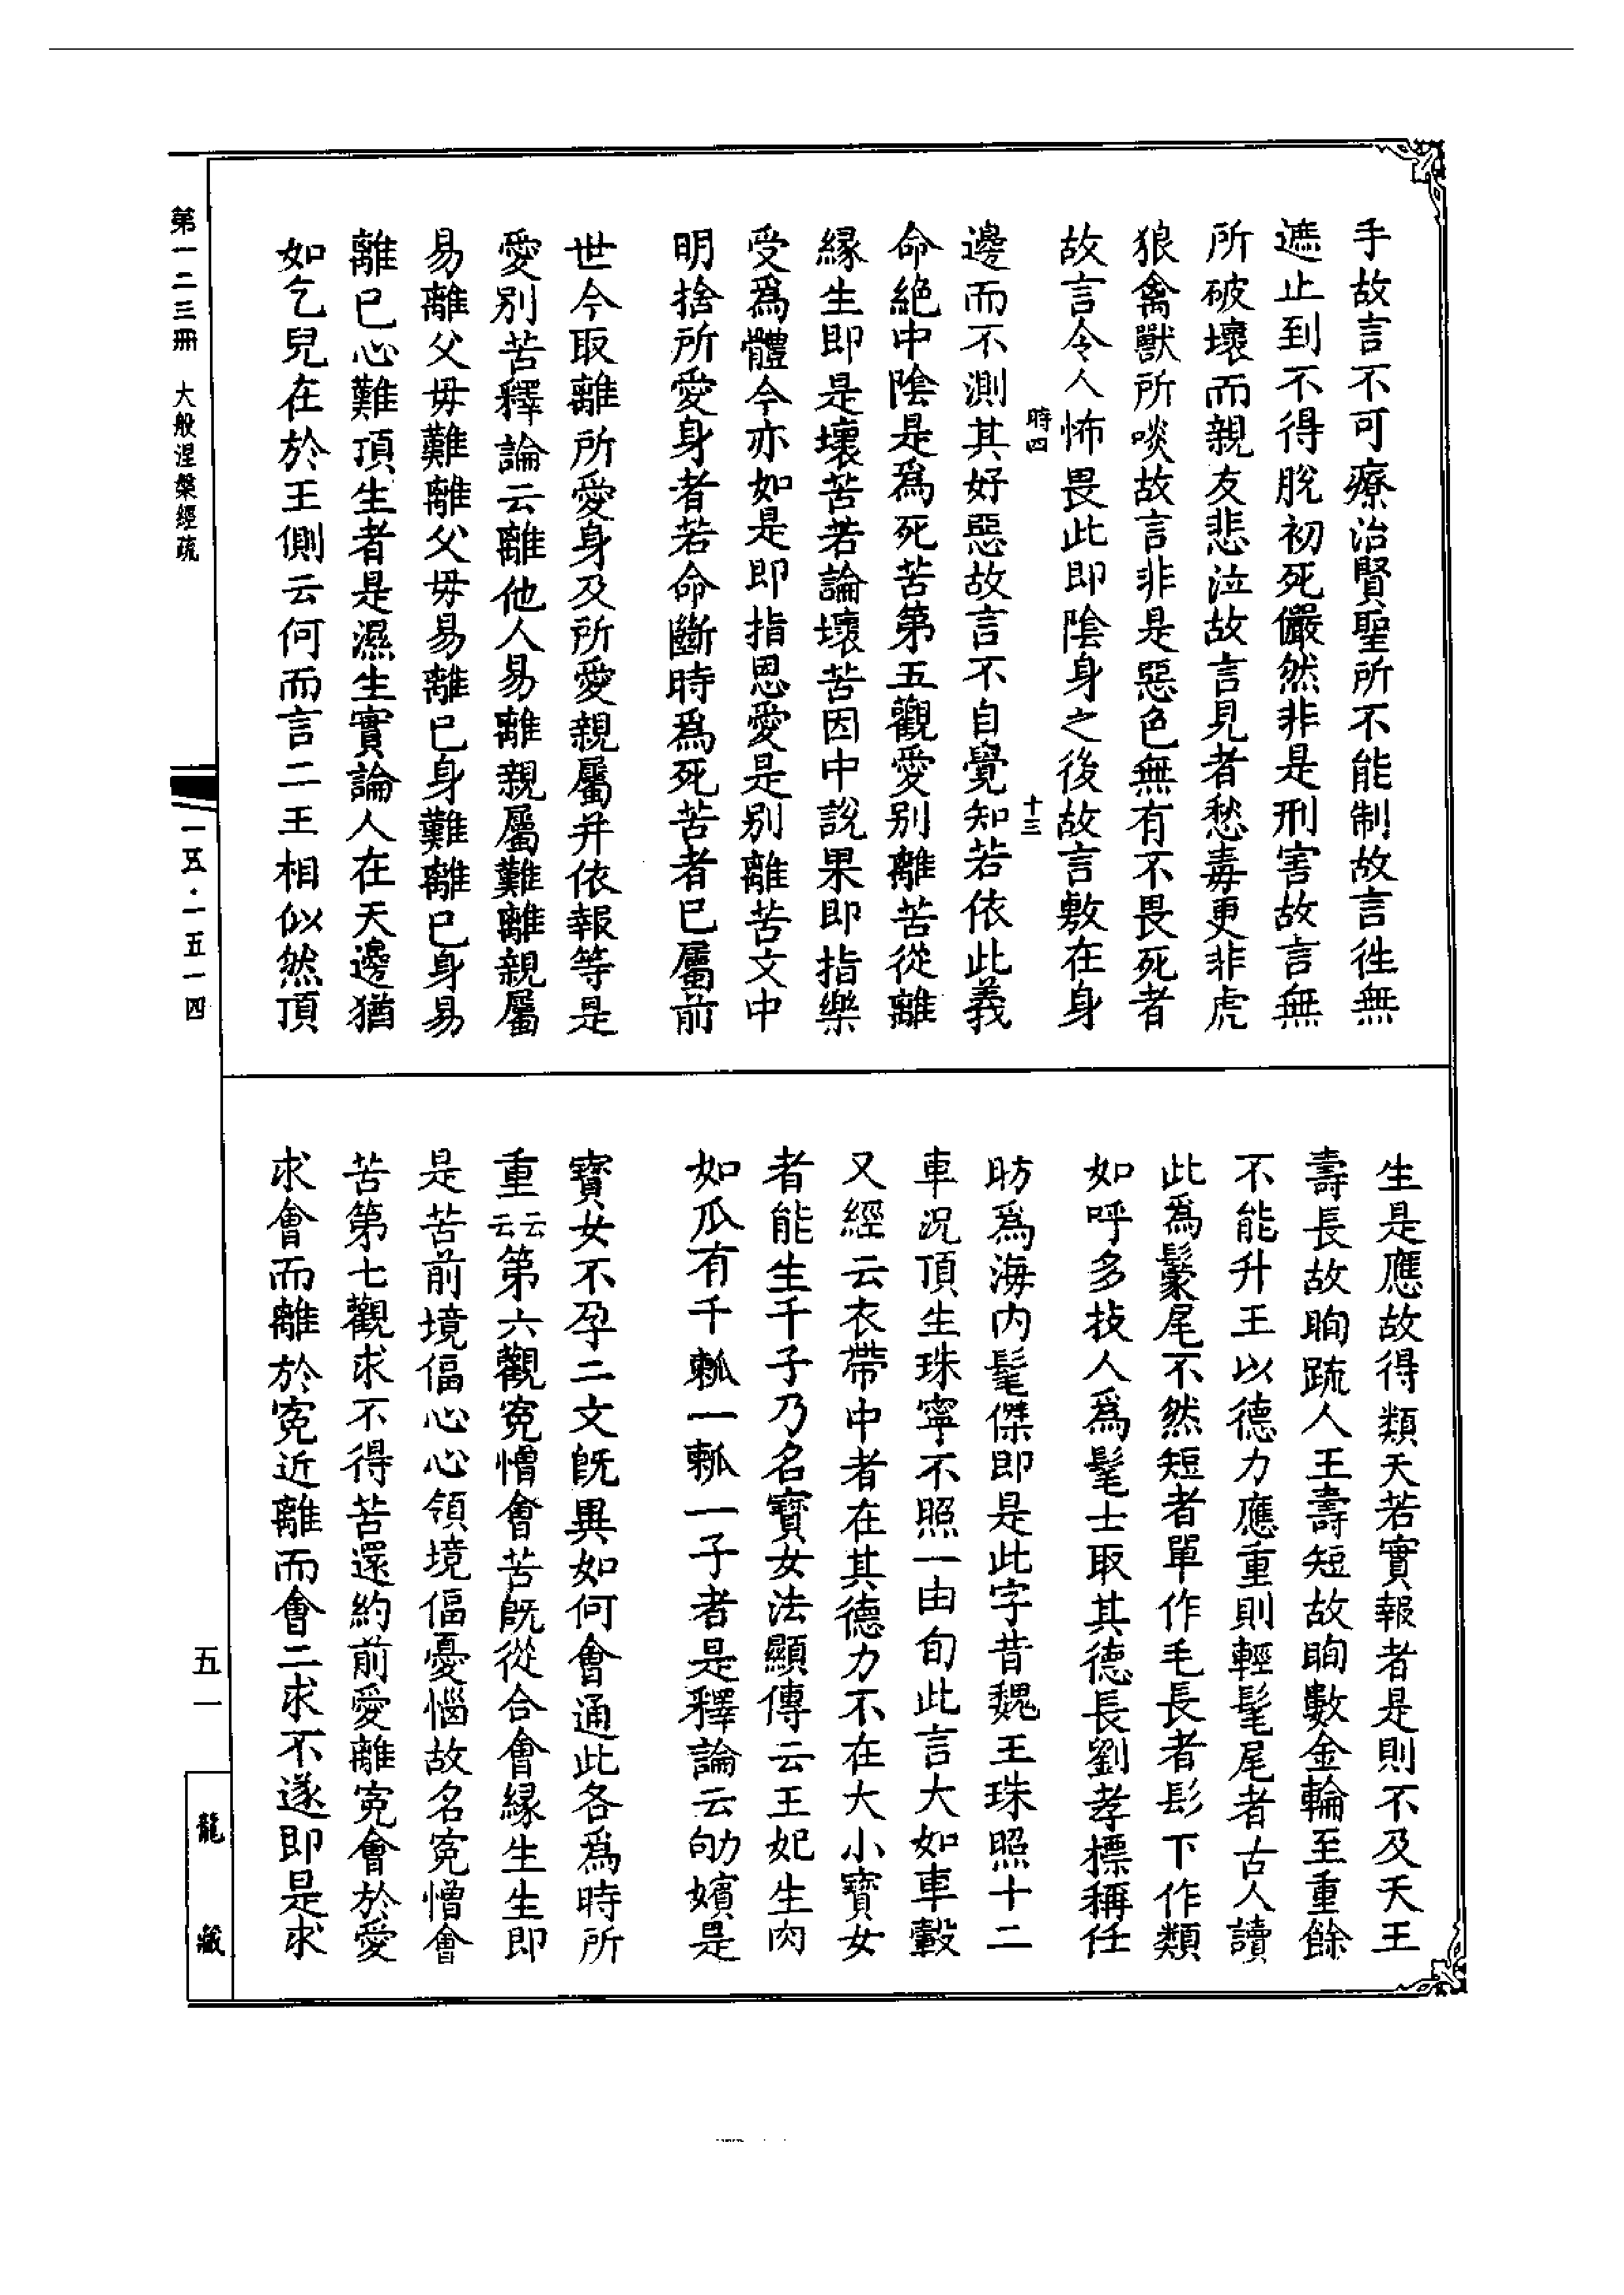 手故言不可療治賢聖所不能制故言徃無
遮止到不得脫初死儼然非是刑害故言無
所破壞而親友悲泣故言見者愁毒更非虎
狼禽獸所啖故言非是惡色無有不畏死者
故言令人怖畏此即陰身之後故言敷在身
時四
十三
邊而不測其好惡故言不自覺知若依此義
命絕中陰是爲死苦第五觀愛別離苦從離
緣生即是壞苦若論壞苦因中說果即指樂
受爲體今亦如是即指恩愛是别離苦文中
明捨所愛身者若命斷時爲死苦者已屬前
世今取離所愛身及所愛親屬并依報等是
愛别苦釋論云離他人易離親屬難離親屬
易離父母難離父母易離已身難離已身易
離已心難頂生者是濕生實論人在天邊猶
如乞兒在於王側云何而言二王相似然頂
生是應故得類天若實報者是則不及天王
壽長故眴䟽人王壽短故眴數金輪至重餘
不能升王以德力應重則輕髦尾者古人讀
此爲鬉尾不然短者單作毛長者髟下作類
如呼多技人爲髦士取其德長劉孝標稱任
昉爲海内髦傑即是此字昔魏王珠照十二
車況頂生珠寧不照一由旬此言大如車轂
又經云衣帶中者在其德力不在大小寶女
者能生千子乃名寶女法顯傳云王妃生肉
如瓜有千瓤一瓤一子者是釋論云劬嬪是
寶女不孕二文既異如何會通此各爲時所
重云云第六觀寃憎會苦旣從合會緣生生即
是苦前境偪心心領境偪憂惱故名寃憎會
苦第七觀求不得苦還約前愛離寃會於愛
求會而離於寃近離而會二求不遂即是求
第一二三冊 大般涅槃經疏
一五·一五一四
五一
龍藏